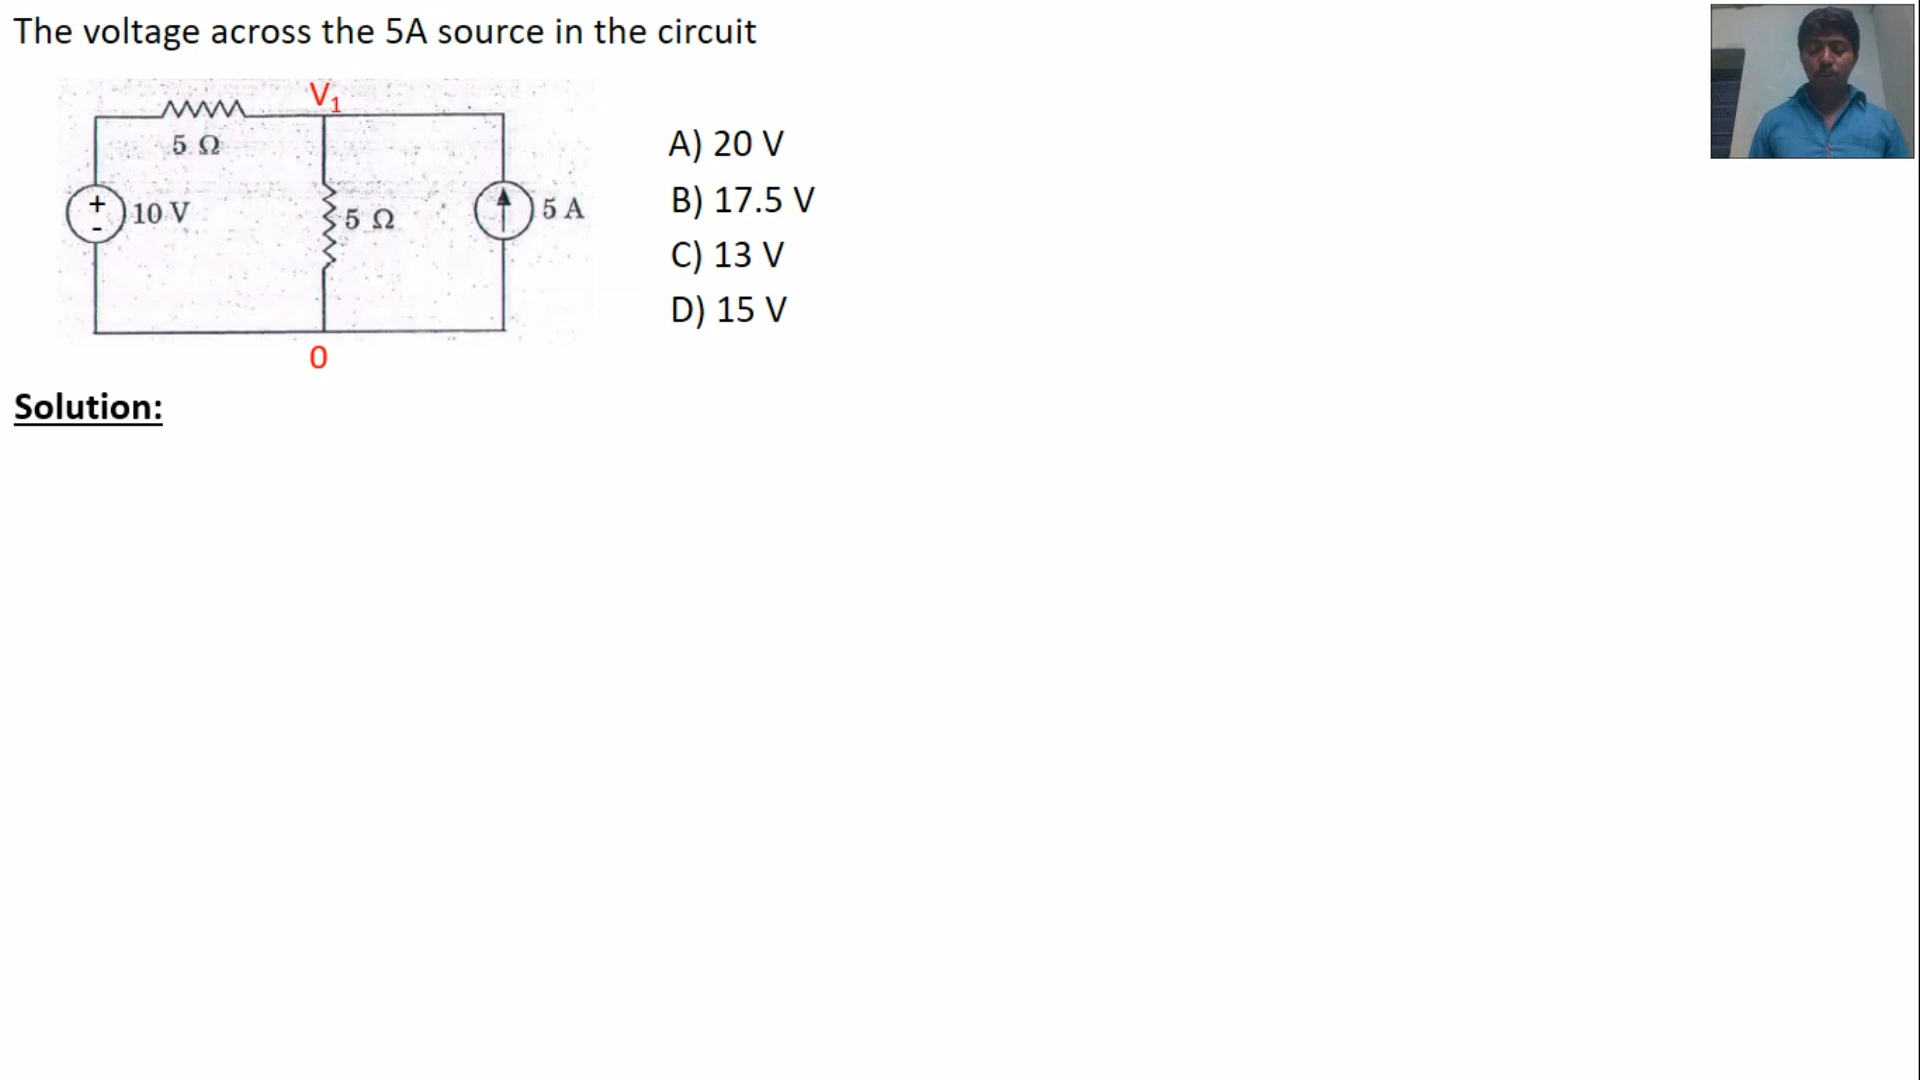 The voltage across the 5A source in the circuit
V1
5 Ω
+
-
10 V
5 Ω
5 A
0
A) 20 V
B) 17.5 V
C) 13 V
D) 15 V
Solution: